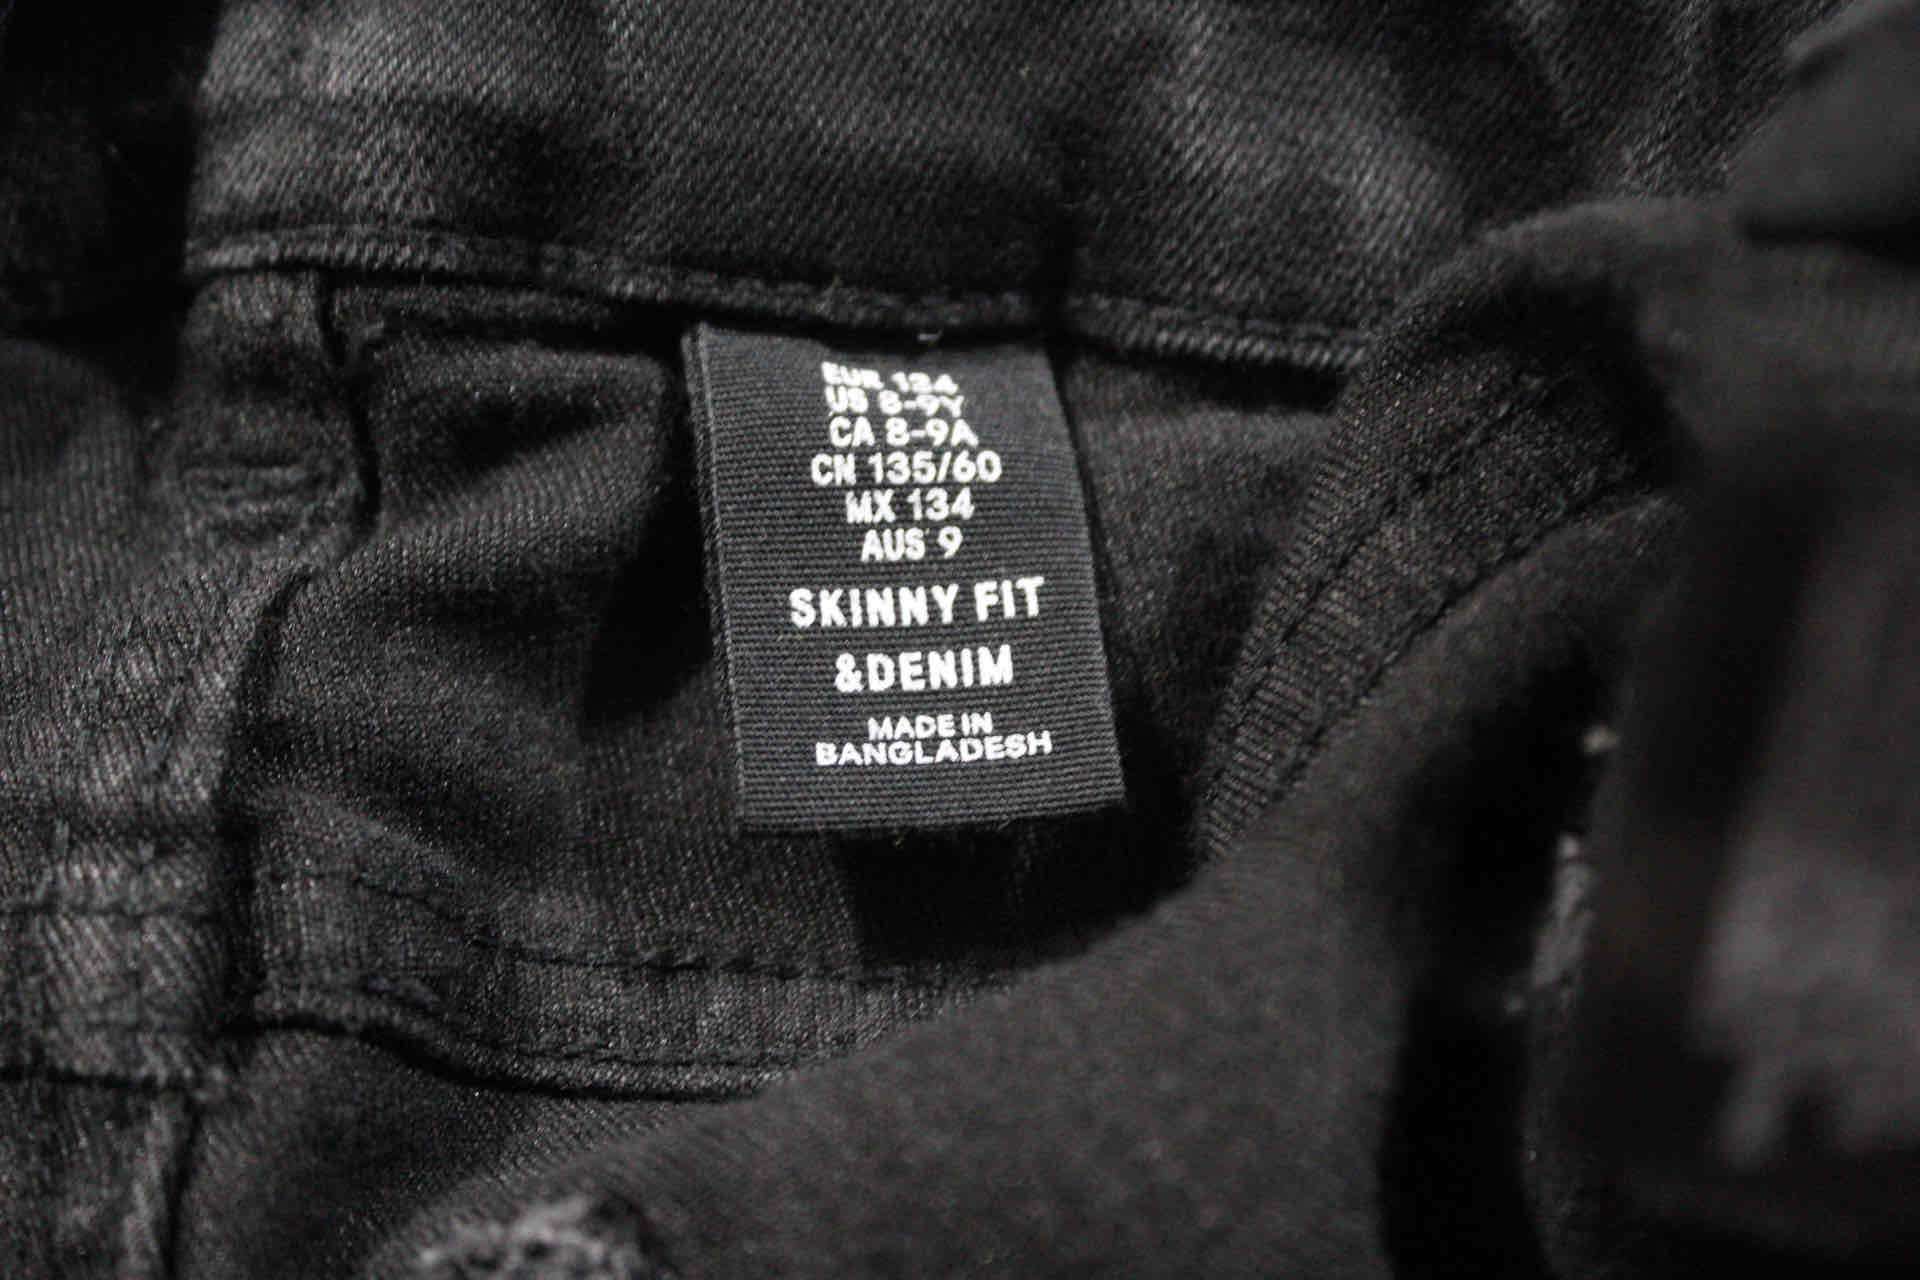 EUR 134
US 8-9Y
CA 8-9A
CN 135/60
MX 134
AUS 9
SKINNY FIT
&DENIM
MADE IN
BANGLADESH